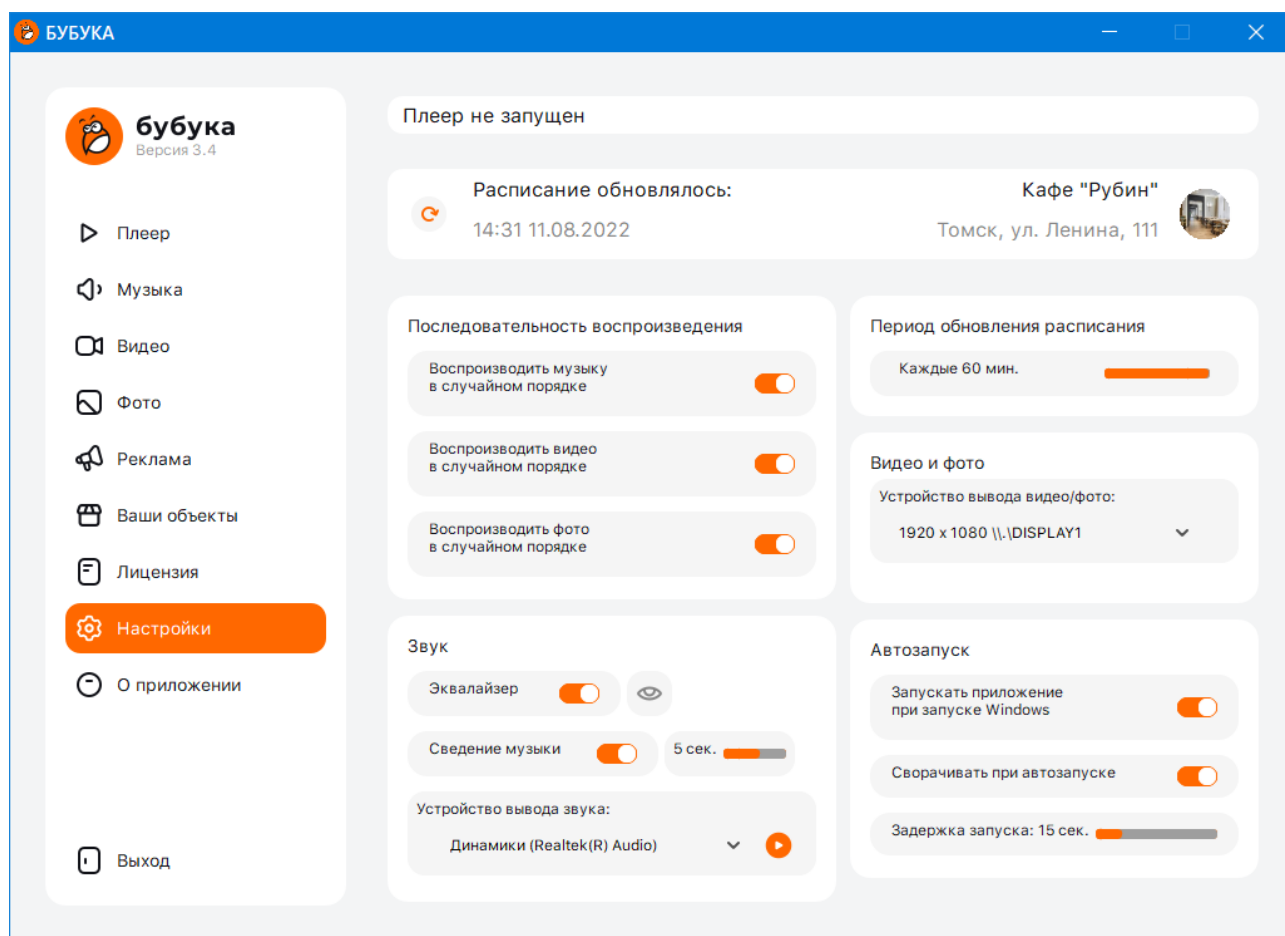 БУБУКА
бубука
Версия 3.4
Плеер
Музыка
Видео
Фото
Реклама
Ваши объекты
Лицензия
Настройки
О приложении
Выход
Плеер не запущен
Расписание обновлялось:
14:31 11.08.2022
Кафе "Рубин"
Томск, ул. Ленина, 111
Последовательность воспроизведения
Воспроизводить музыку
в случайном порядке
Воспроизводить видео
в случайном порядке
Воспроизводить фото
в случайном порядке
Звук
Эквалайзер
Сведение музыки
5 сек.
Устройство вывода звука:
Динамики (Realtek(R) Audio)
Период обновления расписания
Каждые 60 мин.
Видео и фото
Устройство вывода видео/фото:
1920 x 1080 \\.\DISPLAY1
Автозапуск
Запускать приложение
при запуске Windows
Сворачивать при автозапуске
Задержка запуска: 15 сек.